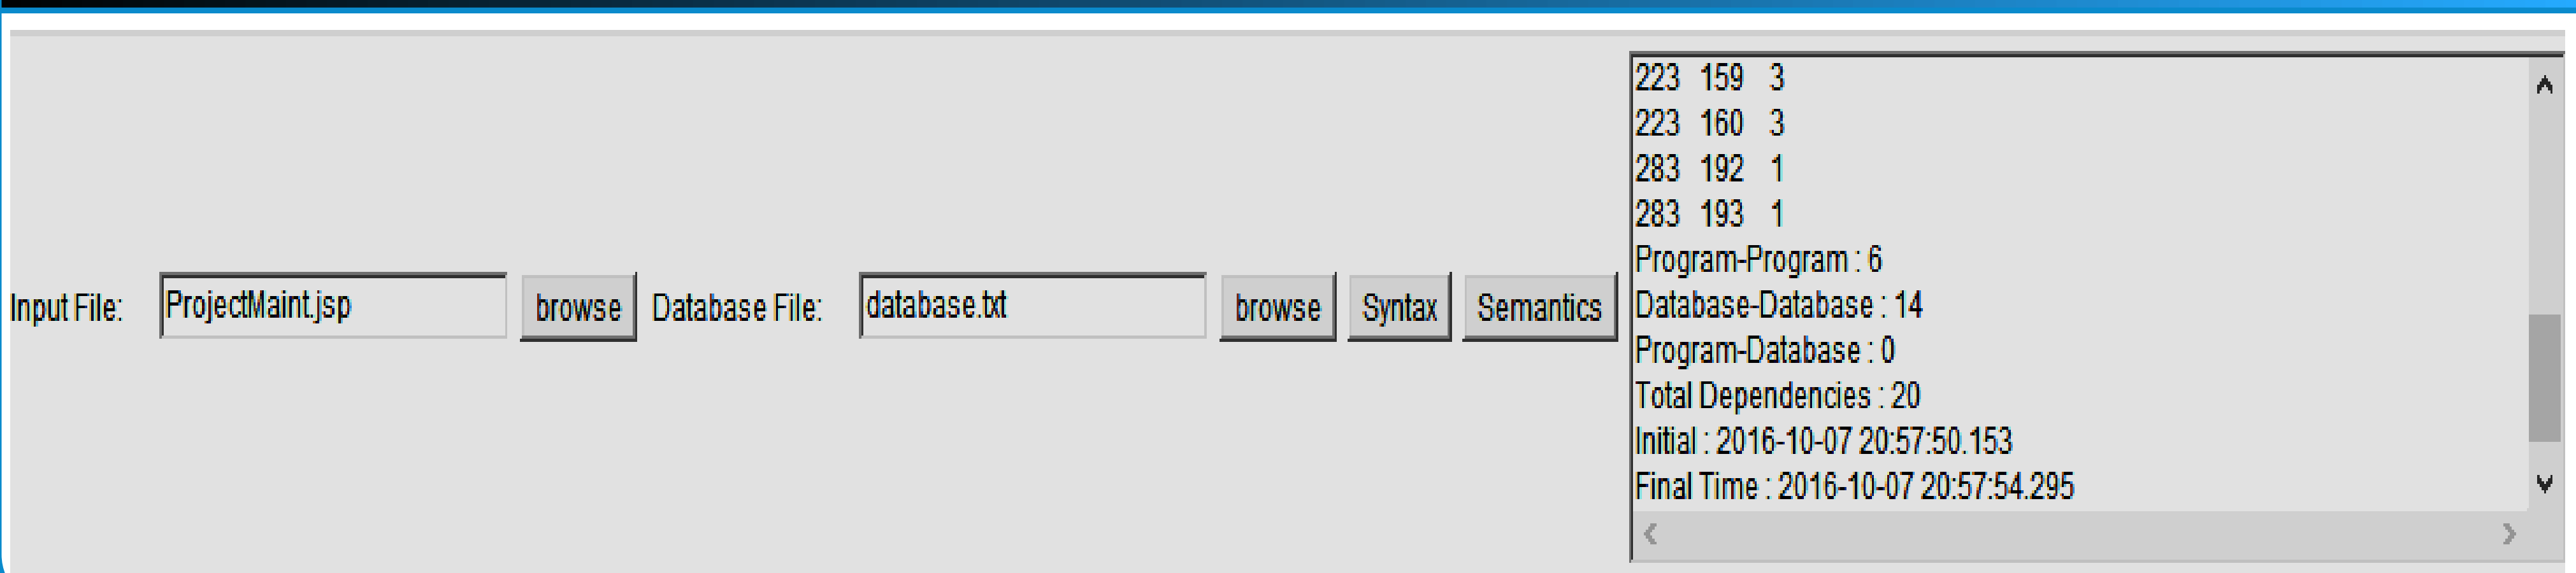 Input File: ProjectMaint.jsp browse Database File: database.txt browse Syntax Semantics
223 159 3
223 160 3
283 192 1
283 193 1
Program-Program : 6
Database-Database : 14
Program-Database : 0
Total Dependencies : 20
Initial : 2016-10-07 20:57:50.153
Final Time : 2016-10-07 20:57:54.295